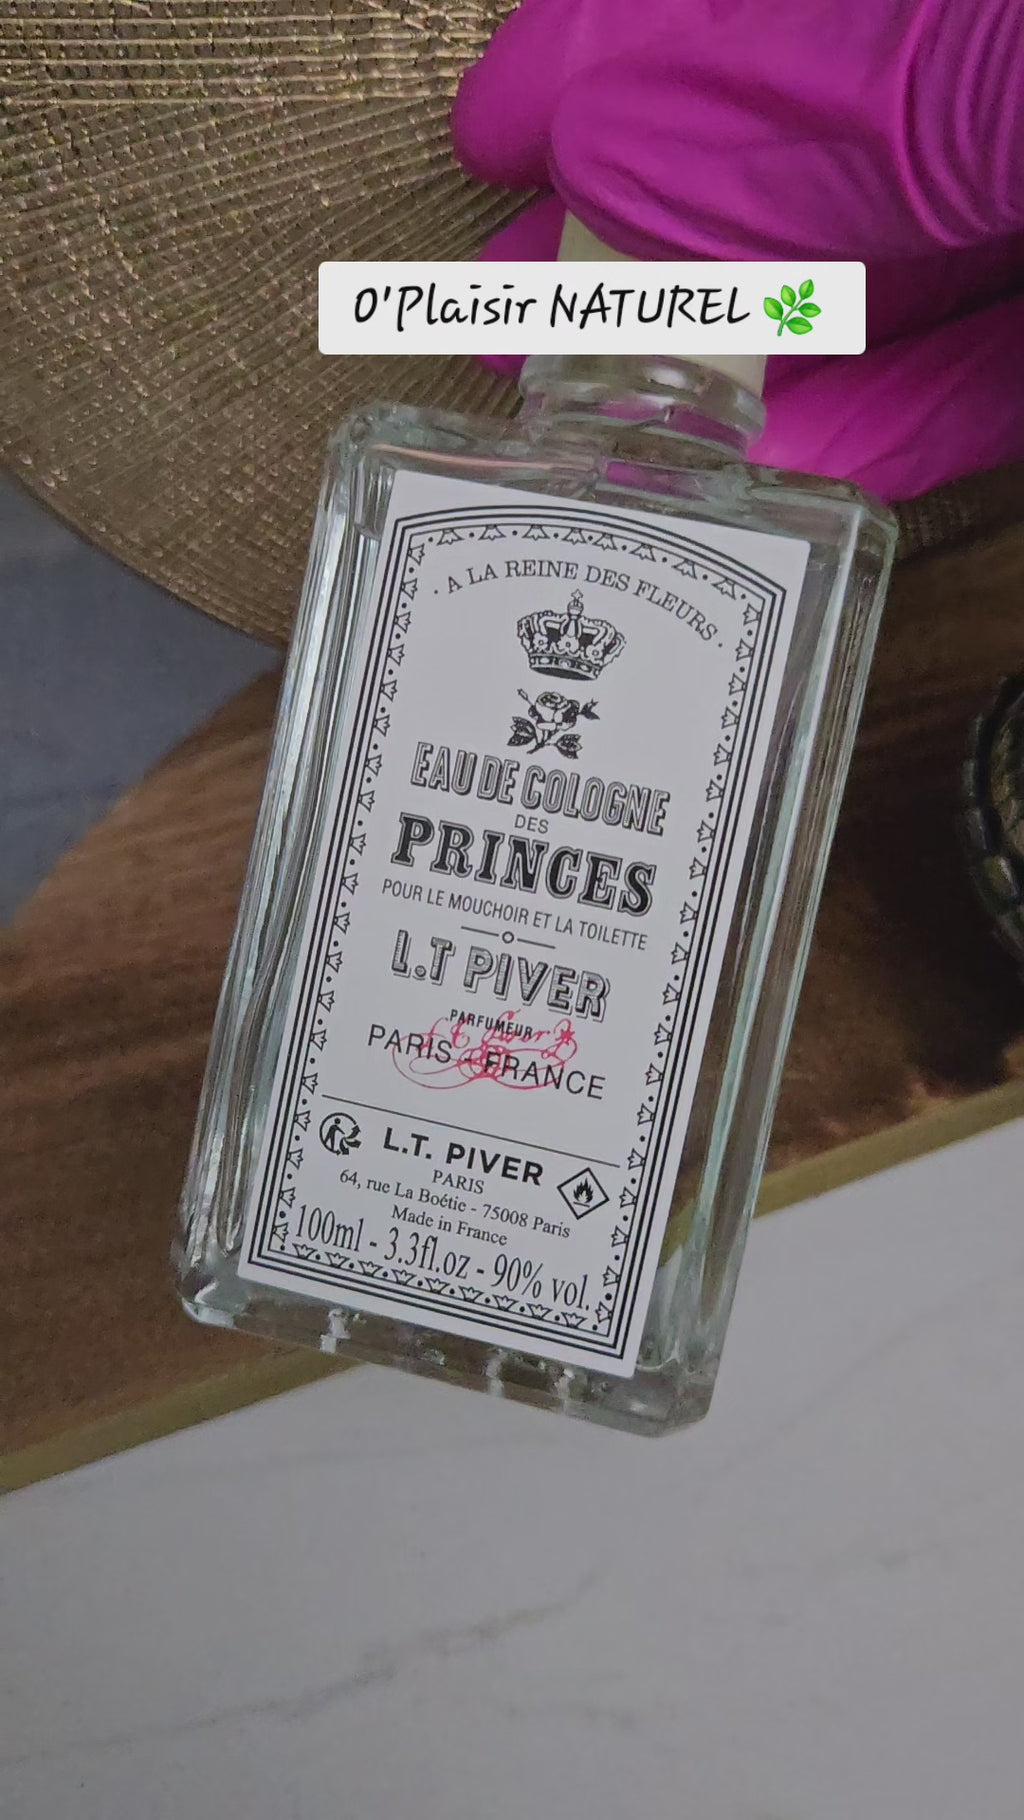 O'Plaisir NATUREL
· A LA REINE DES FLEURS ·
EAU DE COLOGNE
DES
PRINCES
POUR LE MOUCHOIR ET LA TOILETTE
L.T PIVER
PARFUMEUR
PARIS - FRANCE
L.T. PIVER
PARIS
64, rue La Boétie - 75008 Paris
Made in France
100ml - 3.3fl.oz - 90% vol.